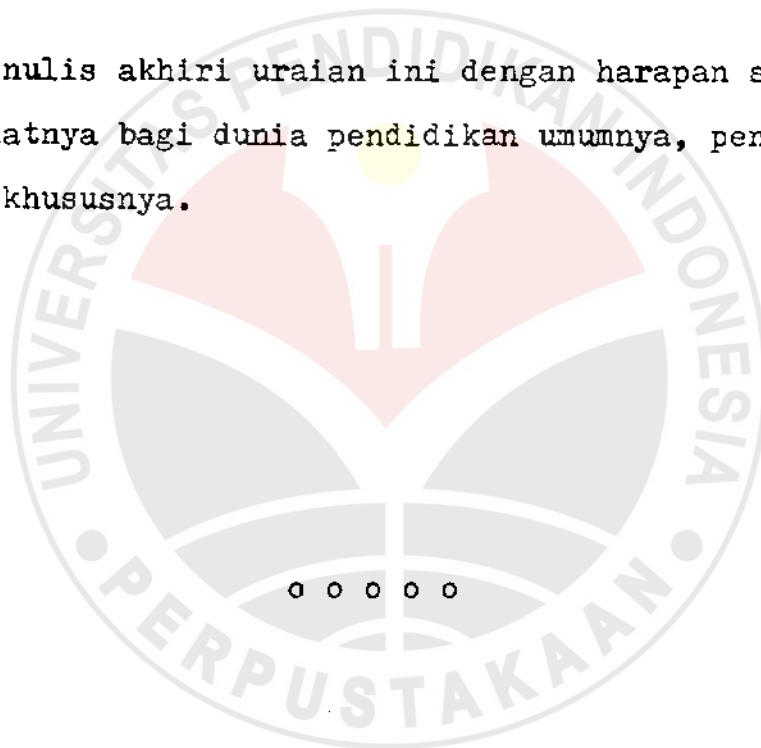 nulis akhiri uraian ini dengan harapan s
atnya bagi dunia pendidikan umumnya, pen
khususnya.
UNIVERSITAS PENDIDIKAN INDONESIA
PERPUSTAKAAN
o o o o o